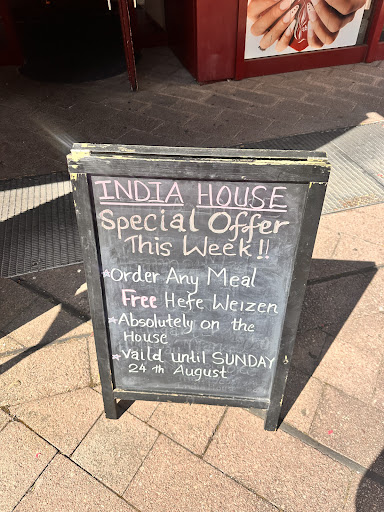 INDIA HOUSE
Special Offer
This Week!!
*Order Any Meal
Free Hefe Weizen
*Absolutely on the
House
*Vaild until SUNDAY
24th August